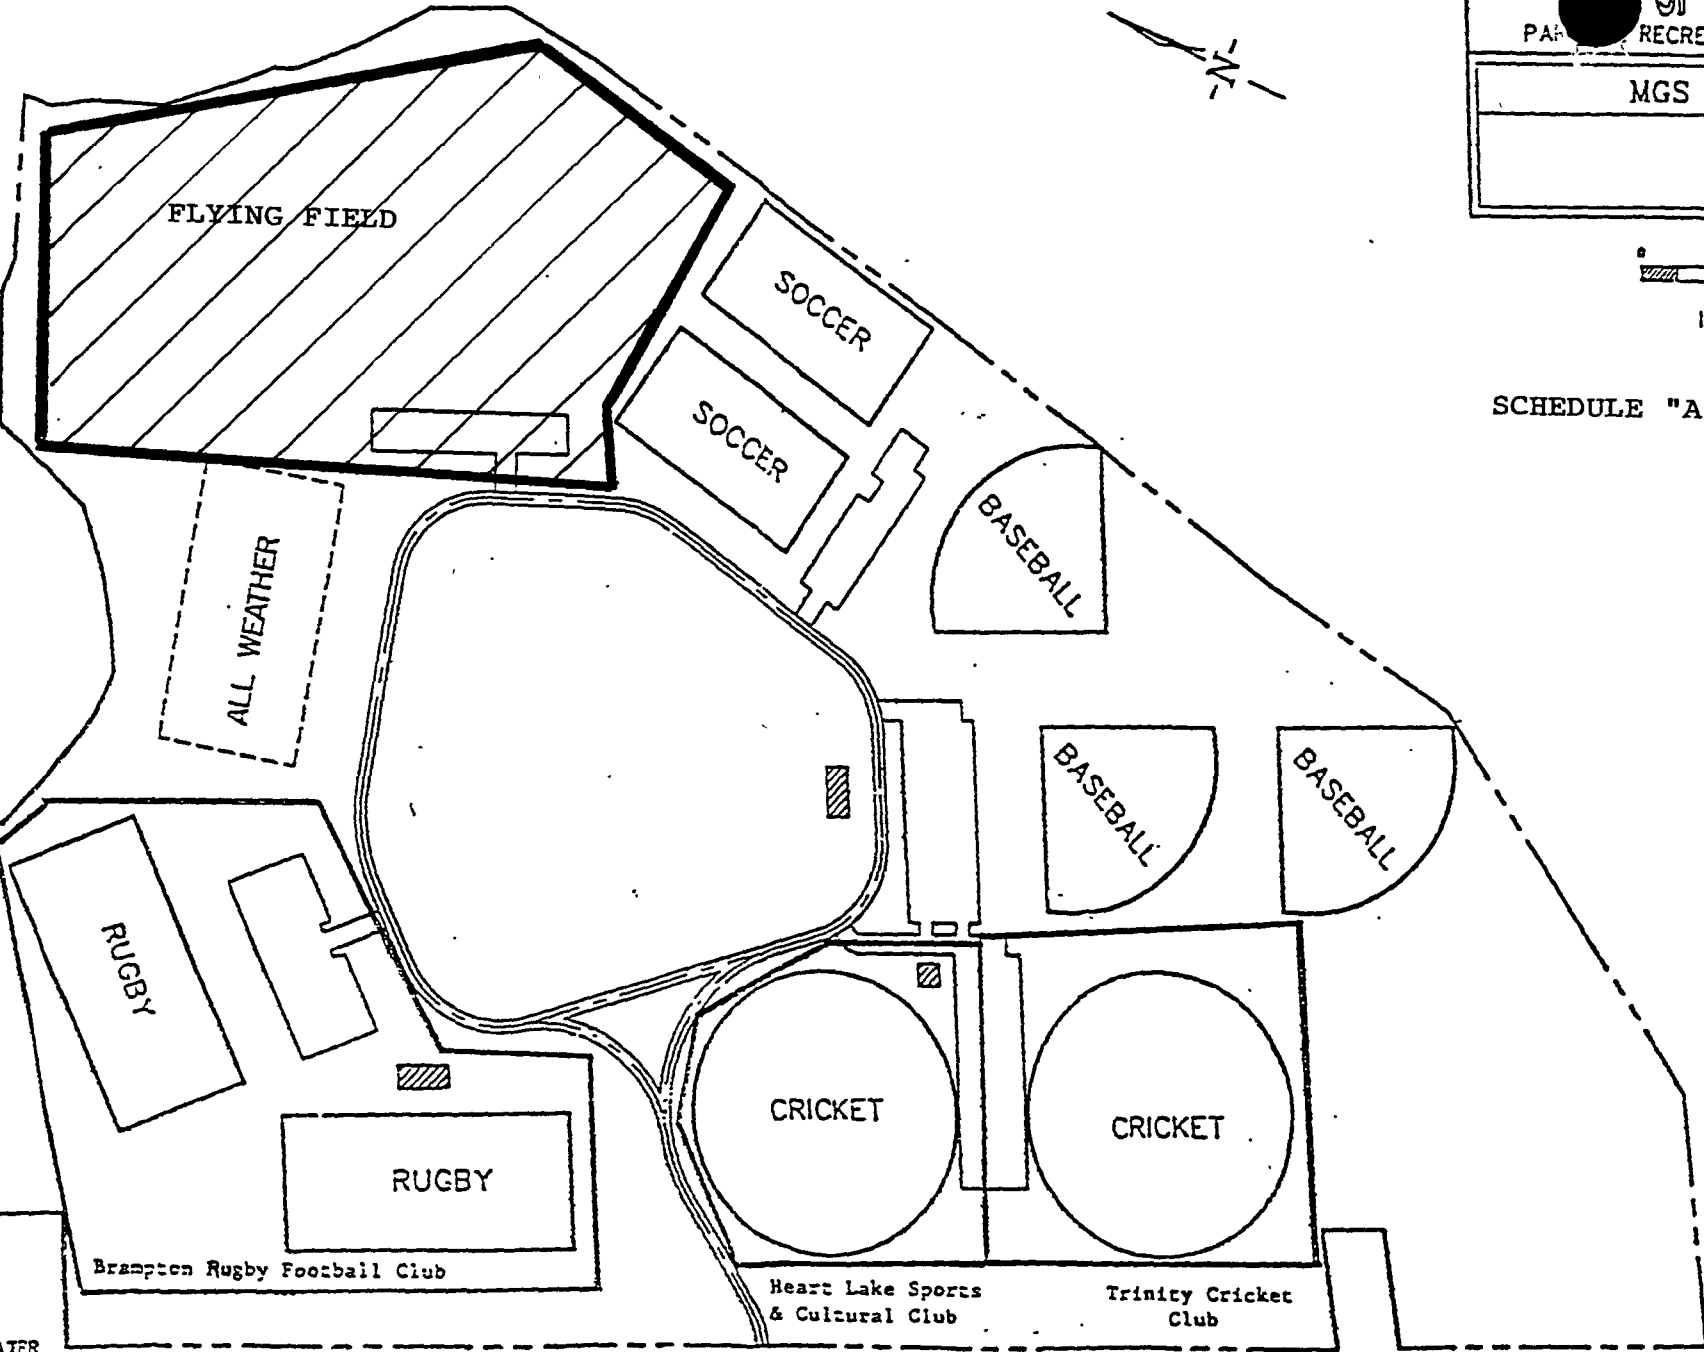 RECRE
MGS
-N-
FLYING FIELD
SOCCER
SOCCER
SCHEDULE "A
BASEBALL
ALL WEATHER
BASEBALL
BASEBALL
RUGBY
CRICKET
CRICKET
RUGBY
Brampton Rugby Football Club
Heart Lake Sports
& Cultural Club
Trinity Cricket
Club